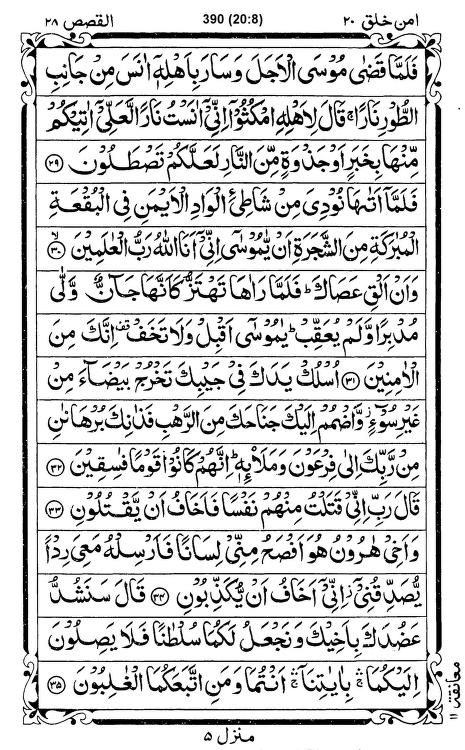 امن خلق ٢٠ 390 (20:8) القصص ٢٨
فَلَمَّا قَضٰى مُوْسَى الْاَجَلَ وَسَارَ بِاَهْلِهٖۤ اٰنَسَ مِنْ جَانِبِ
الطُّوْرِ نَارًا ۚ قَالَ لِاَهْلِهِ امْكُثُوْۤا اِنِّیْۤ اٰنَسْتُ نَارًا لَّعَلِّیْۤ اٰتِیْكُمْ
مِّنْهَا بِخَبَرٍ اَوْ جَذْوَةٍ مِّنَ النَّارِ لَعَلَّكُمْ تَصْطَلُوْنَ ﴿٢٩﴾
فَلَمَّاۤ اَتٰىهَا نُوْدِیَ مِنْ شَاطِئِ الْوَادِ الْاَیْمَنِ فِی الْبُقْعَةِ
الْمُبٰرَكَةِ مِنَ الشَّجَرَةِ اَنْ یّٰمُوْسٰۤى اِنِّیْۤ اَنَا اللّٰهُ رَبُّ الْعٰلَمِیْنَ ﴿٣٠﴾ ۙ
وَاَنْ اَلْقِ عَصَاكَ ؕ فَلَمَّا رَاٰهَا تَهْتَزُّ كَاَنَّهَا جَآنٌّ وَّلّٰى
مُدْبِرًا وَّلَمْ یُعَقِّبْ ؕ یٰمُوْسٰۤى اَقْبِلْ وَلَا تَخَفْ ۫ اِنَّكَ مِنَ
الْاٰمِنِیْنَ ﴿٣١﴾ اُسْلُكْ یَدَكَ فِیْ جَیْبِكَ تَخْرُجْ بَیْضَآءَ مِنْ
غَیْرِ سُوْٓءٍ ؗ وَّاضْمُمْ اِلَیْكَ جَنَاحَكَ مِنَ الرَّهْبِ فَذٰنِكَ بُرْهَانٰنِ
مِنْ رَّبِّكَ اِلٰى فِرْعَوْنَ وَمَلَا۟ئِهٖ ؕ اِنَّهُمْ كَانُوْا قَوْمًا فٰسِقِیْنَ ﴿٣٢﴾
قَالَ رَبِّ اِنِّیْ قَتَلْتُ مِنْهُمْ نَفْسًا فَاَخَافُ اَنْ یَّقْتُلُوْنِ ﴿٣٣﴾
وَاَخِیْ هٰرُوْنُ هُوَ اَفْصَحُ مِنِّیْ لِسَانًا فَاَرْسِلْهُ مَعِیَ رِدْاً
یُّصَدِّقُنِیْۤ ؗ اِنِّیْۤ اَخَافُ اَنْ یُّكَذِّبُوْنِ ﴿٣٤﴾ قَالَ سَنَشُدُّ
عَضُدَكَ بِاَخِیْكَ وَنَجْعَلُ لَكُمَا سُلْطٰنًا فَلَا یَصِلُوْنَ
اِلَیْكُمَا ۛۚ بِاٰیٰتِنَاۤ ۛۚ اَنْتُمَا وَمَنِ اتَّبَعَكُمَا الْغٰلِبُوْنَ ﴿٣٥﴾
معانقة ١١
منزل ٥